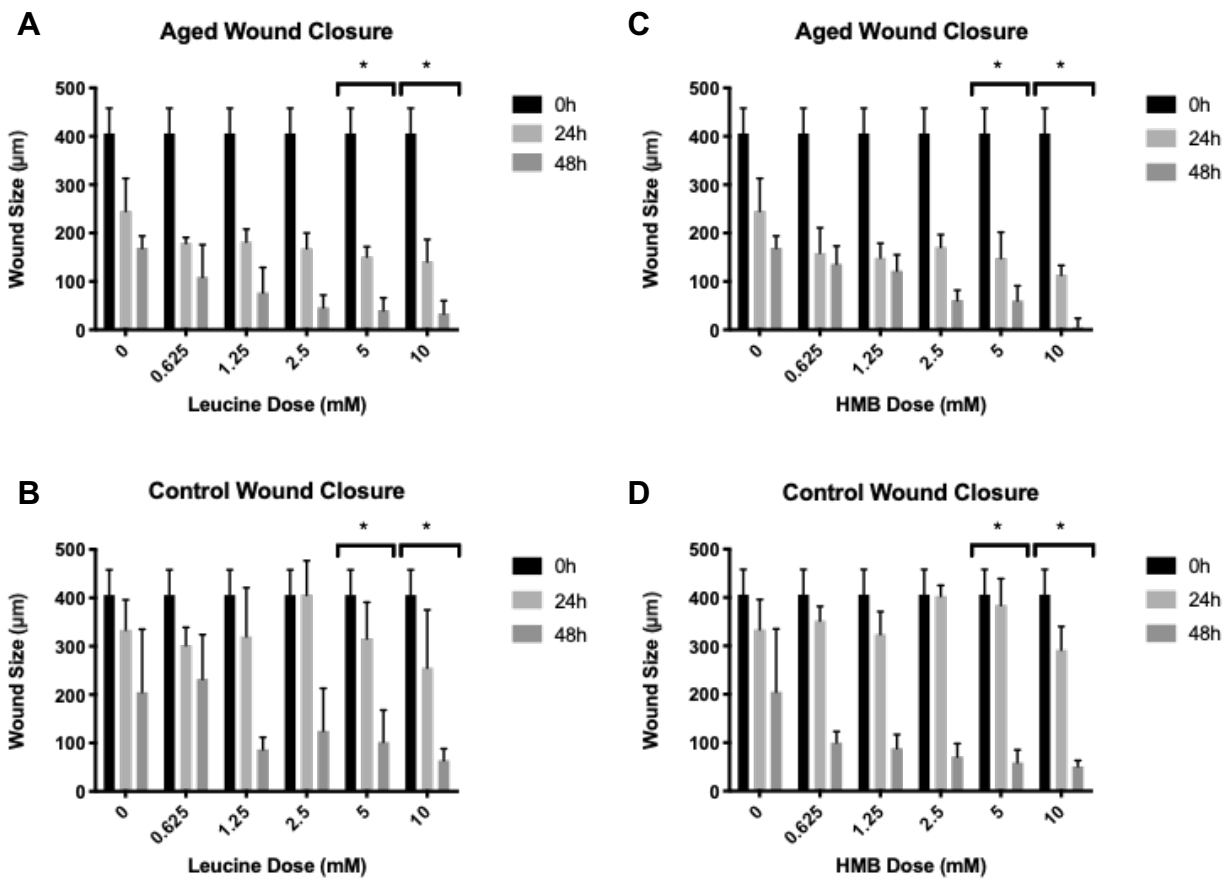 A
Aged Wound Closure
* *
500
400
300
200
100
0
Wound Size (µm)
0 0.625 1.25 2.5 5 10
Leucine Dose (mM)
0h
24h
48h
C
Aged Wound Closure
* *
500
400
300
200
100
0
Wound Size (µm)
0 0.625 1.25 2.5 5 10
HMB Dose (mM)
0h
24h
48h
B
Control Wound Closure
* *
500
400
300
200
100
0
Wound Size (µm)
0 0.625 1.25 2.5 5 10
Leucine Dose (mM)
0h
24h
48h
D
Control Wound Closure
* *
500
400
300
200
100
0
Wound Size (µm)
0 0.625 1.25 2.5 5 10
HMB Dose (mM)
0h
24h
48h